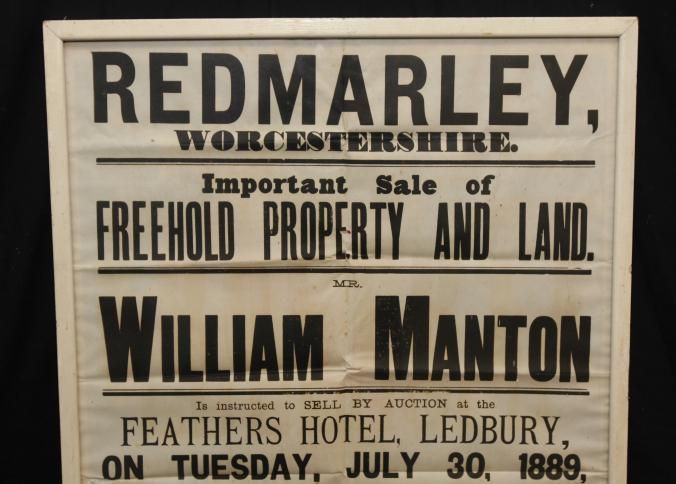 REDMARLEY,
WORCESTERSHIRE.
Important Sale of
FREEHOLD PROPERTY AND LAND.
MR.
WILLIAM MANTON
Is instructed to SELL BY AUCTION at the
FEATHERS HOTEL, LEDBURY,
ON TUESDAY, JULY 30, 1889,